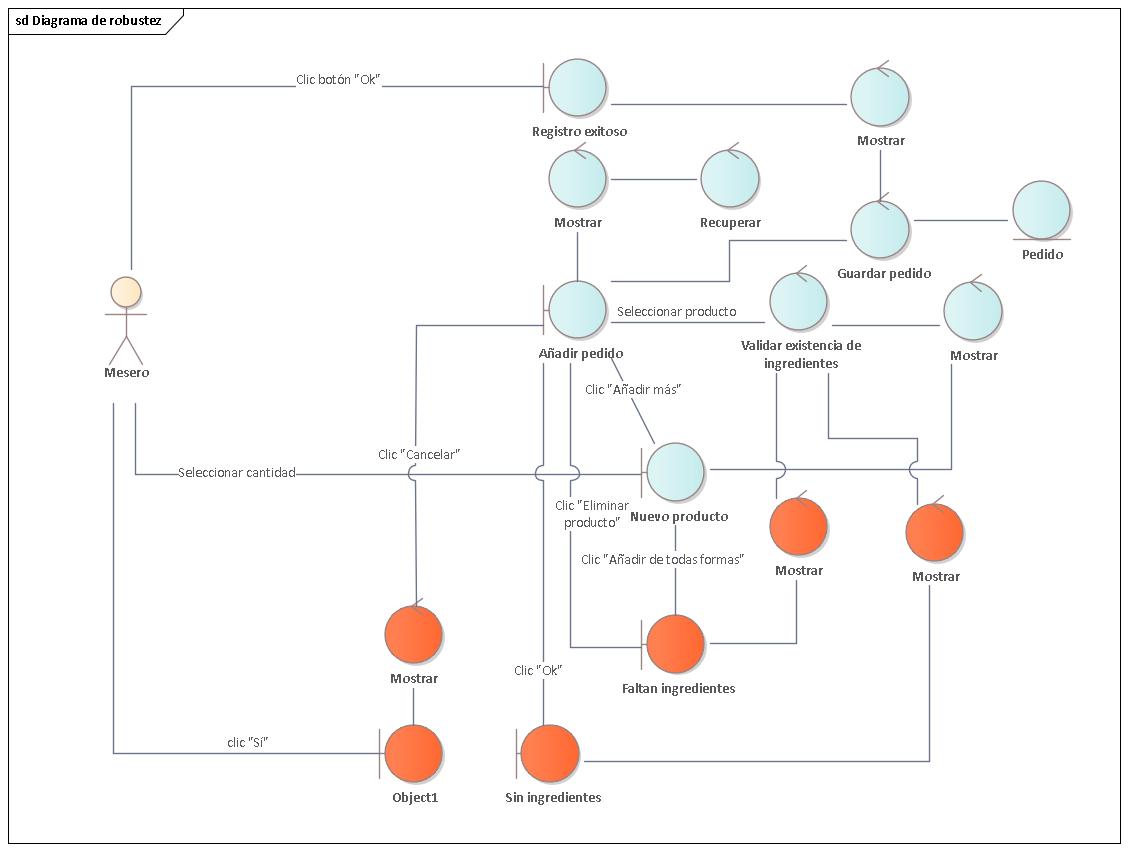 sd Diagrama de robustez
Clic botón "Ok"
Registro exitoso
Mostrar
Mostrar
Recuperar
Guardar pedido
Pedido
Seleccionar producto
Añadir pedido
Validar existencia de
ingredientes
Mostrar
Mesero
Clic "Añadir más"
Clic "Cancelar"
Seleccionar cantidad
Clic "Eliminar
producto"
Nuevo producto
Clic "Añadir de todas formas"
Mostrar
Mostrar
Mostrar
Clic "Ok"
Faltan ingredientes
clic "Sí"
Object1
Sin ingredientes